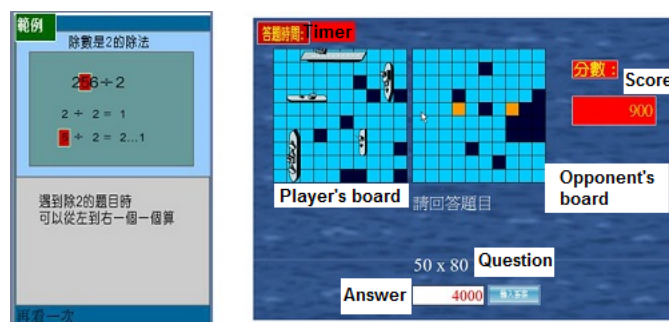 範例
除數是2的除法
256÷2
2 ÷ 2 = 1
5 ÷ 2 = 2...1
遇到除2的題目時
可以從左到右一個一個算
再看一次
答題時間:
Timer
分數：
Score
900
Player's board
Opponent's
board
請回答題目
50 x 80
Question
Answer
4000